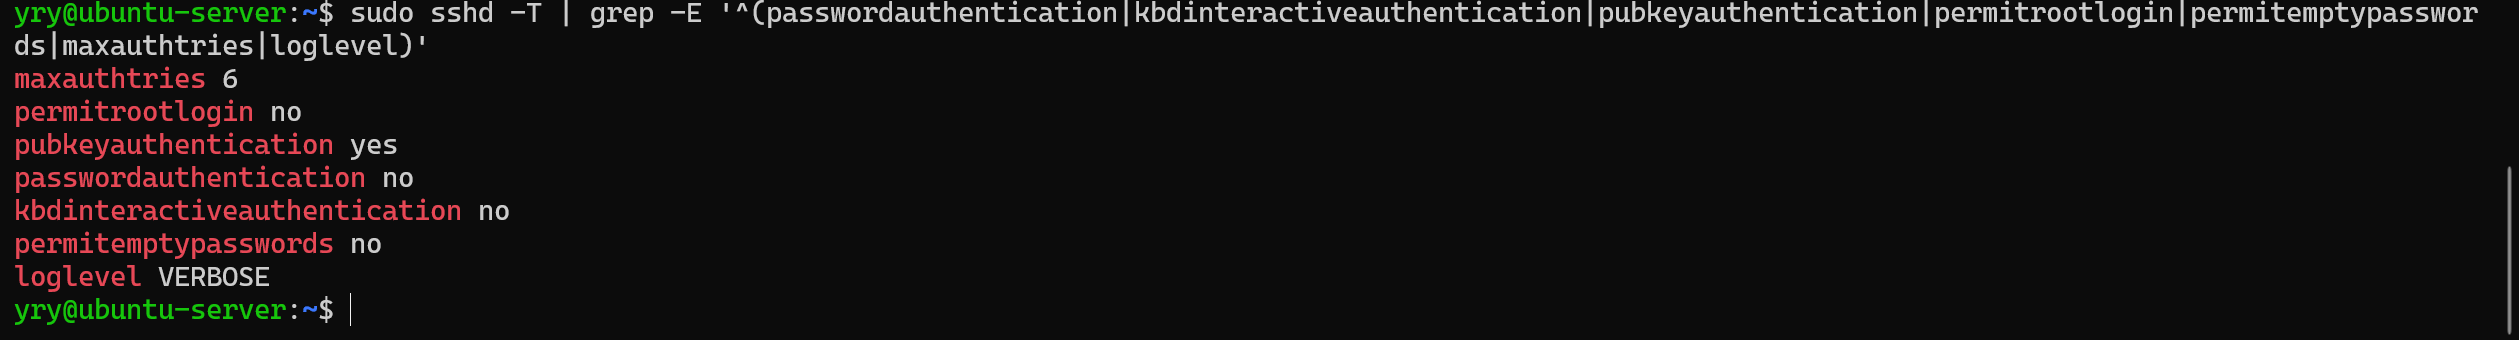 yry@ubuntu-server:~$ sudo sshd -T | grep -E '^(passwordauthentication|kbdinteractiveauthentication|pubkeyauthentication|permitrootlogin|permitemptypasswor
ds|maxauthtries|loglevel)'
maxauthtries 6
permitrootlogin no
pubkeyauthentication yes
passwordauthentication no
kbdinteractiveauthentication no
permitemptypasswords no
loglevel VERBOSE
yry@ubuntu-server:~$